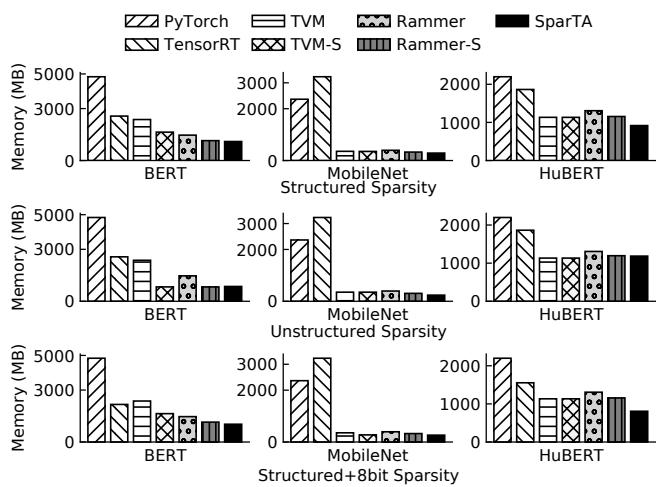 PyTorch TVM Rammer SparTA
TensorRT TVM-S Rammer-S
Memory (MB)
5000
3000
0
BERT
3000
2000
0
MobileNet
2000
1000
0
HuBERT
Structured Sparsity
Memory (MB)
5000
3000
0
BERT
3000
2000
0
MobileNet
2000
1000
0
HuBERT
Unstructured Sparsity
Memory (MB)
5000
3000
0
BERT
3000
2000
0
MobileNet
2000
1000
0
HuBERT
Structured+8bit Sparsity